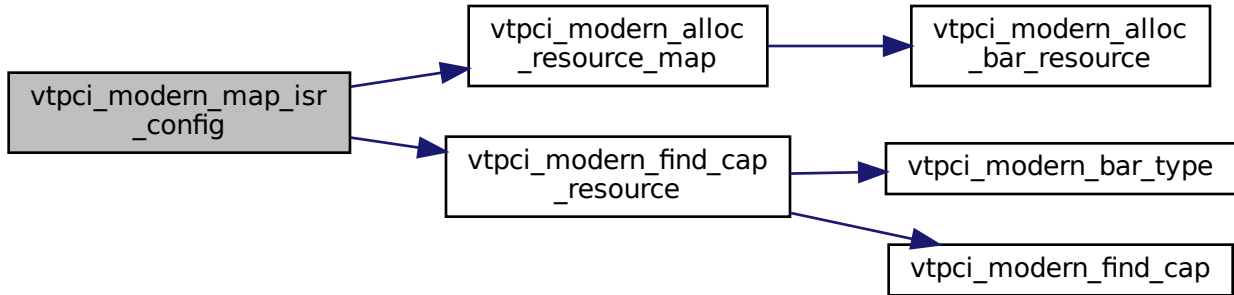 vtpci_modern_map_isr
_config
vtpci_modern_alloc
_resource_map
vtpci_modern_alloc
_bar_resource
vtpci_modern_find_cap
_resource
vtpci_modern_bar_type
vtpci_modern_find_cap